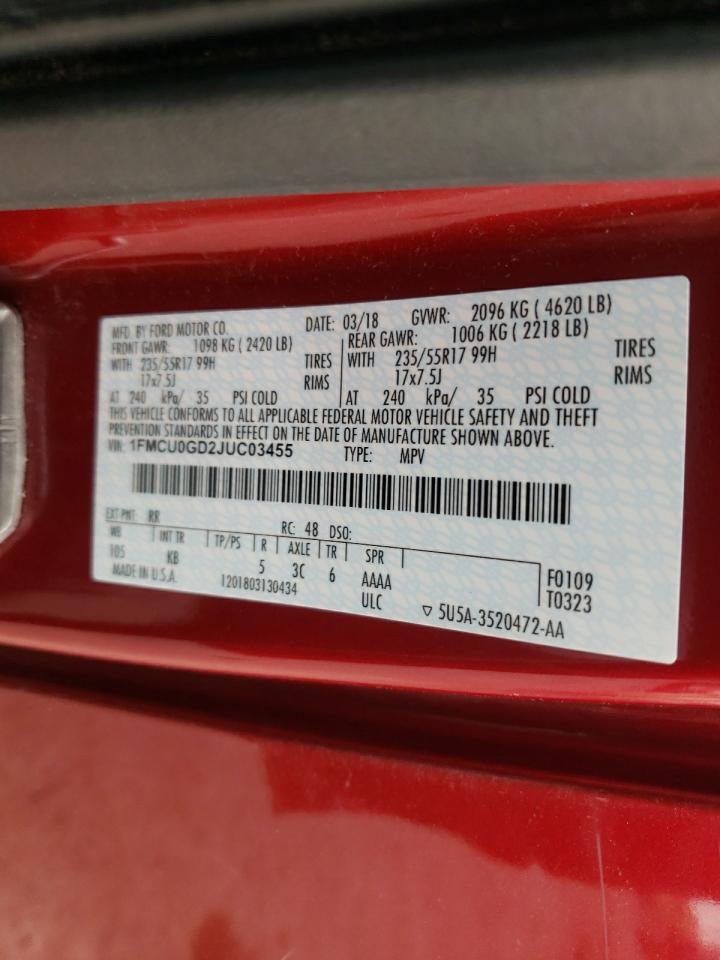 MFD. BY FORD MOTOR CO. DATE: 03/18 GVWR: 2096 KG ( 4620 LB)
FRONT GAWR: 1098 KG ( 2420 LB) REAR GAWR: 1006 KG ( 2218 LB)
WITH 235/55R17 99H TIRES WITH 235/55R17 99H TIRES
17x7.5J RIMS 17x7.5J RIMS
AT 240 kPa/ 35 PSI COLD AT 240 kPa/ 35 PSI COLD
THIS VEHICLE CONFORMS TO ALL APPLICABLE FEDERAL MOTOR VEHICLE SAFETY AND THEFT
PREVENTION STANDARDS IN EFFECT ON THE DATE OF MANUFACTURE SHOWN ABOVE.
VIN: 1FMCU0GD2JUC03455 TYPE: MPV
EXT PNT: RR RC: 48 DSO:
WB INT TR TP/PS R AXLE TR SPR
105 KB 5 3C 6 AAAA F0109
MADE IN U.S.A. 1201803130434 ULC T0323
▽ 5U5A-3520472-AA